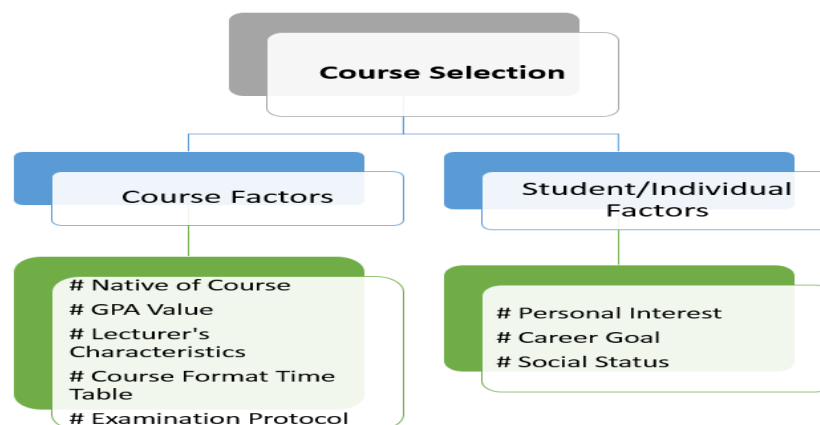 Course Selection
Course Factors
# Native of Course
# GPA Value
# Lecturer's
Characteristics
# Course Format Time
Table
# Examination Protocol
Student/Individual
Factors
# Personal Interest
# Career Goal
# Social Status